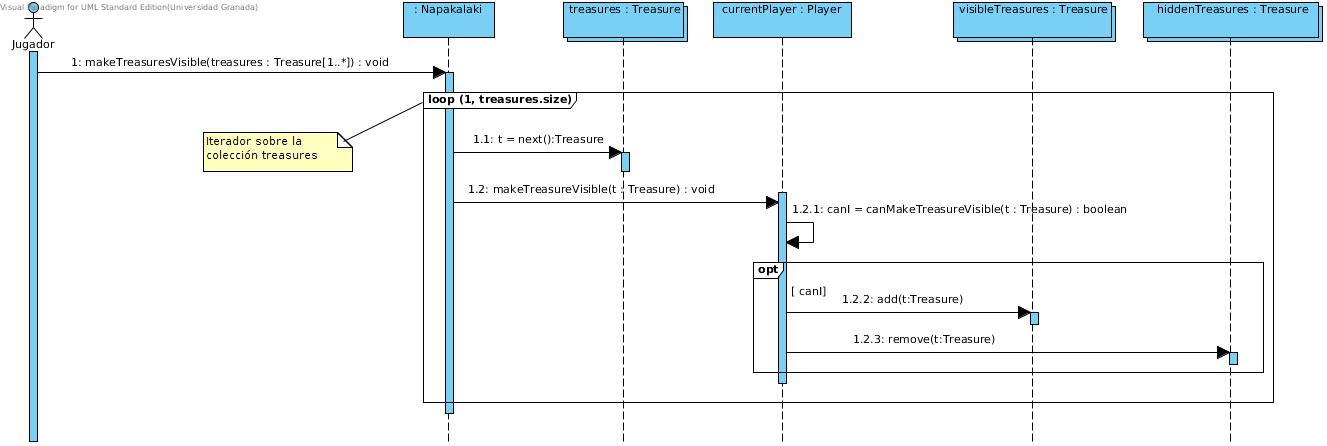 Visual Paradigm for UML Standard Edition(Universidad Granada)
Jugador
: Napakalaki
treasures : Treasure
currentPlayer : Player
visibleTreasures : Treasure
hiddenTreasures : Treasure
1: makeTreasuresVisible(treasures : Treasure[1..*]) : void
loop (1, treasures.size)
Iterador sobre la
colección treasures
1.1: t = next():Treasure
1.2: makeTreasureVisible(t : Treasure) : void
1.2.1: canI = canMakeTreasureVisible(t : Treasure) : boolean
opt
[ canI]
1.2.2: add(t:Treasure)
1.2.3: remove(t:Treasure)